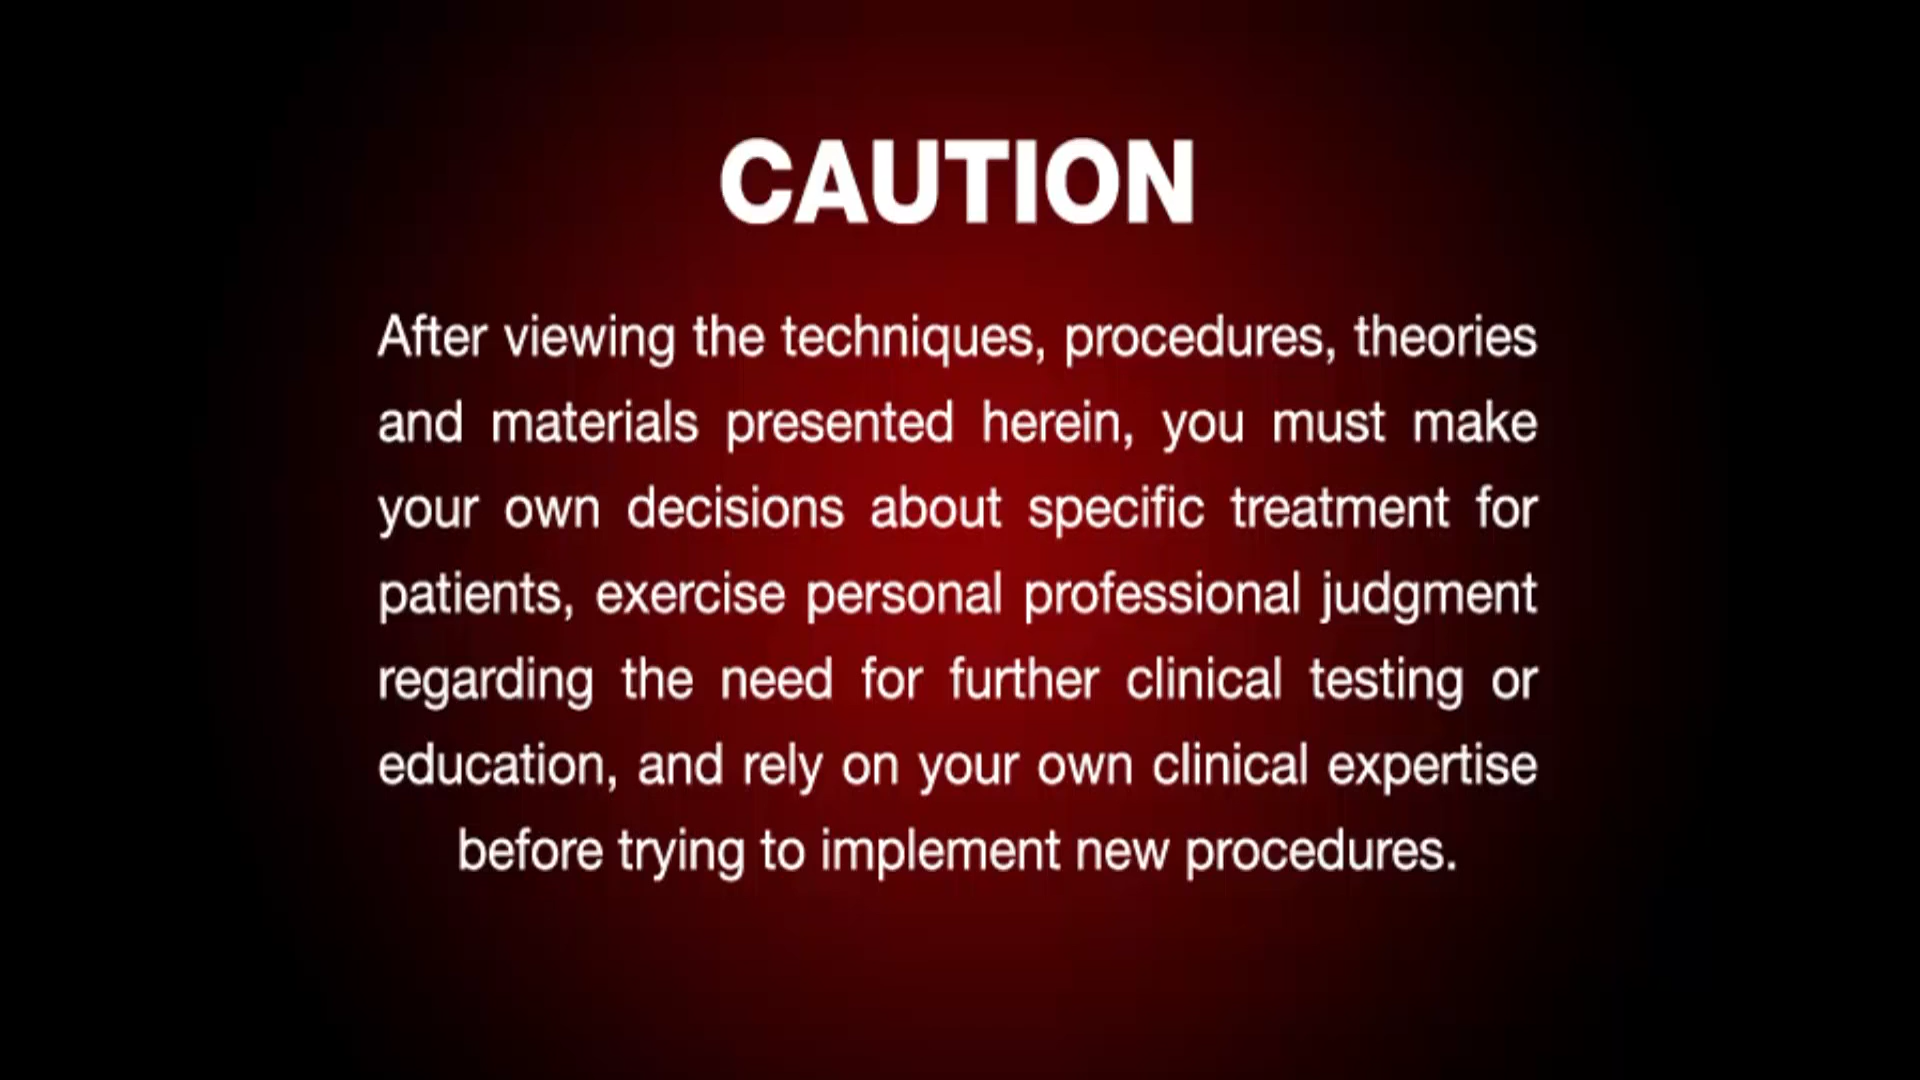 CAUTION
After viewing the techniques, procedures, theories
and materials presented herein, you must make
your own decisions about specific treatment for
patients, exercise personal professional judgment
regarding the need for further clinical testing or
education, and rely on your own clinical expertise
before trying to implement new procedures.